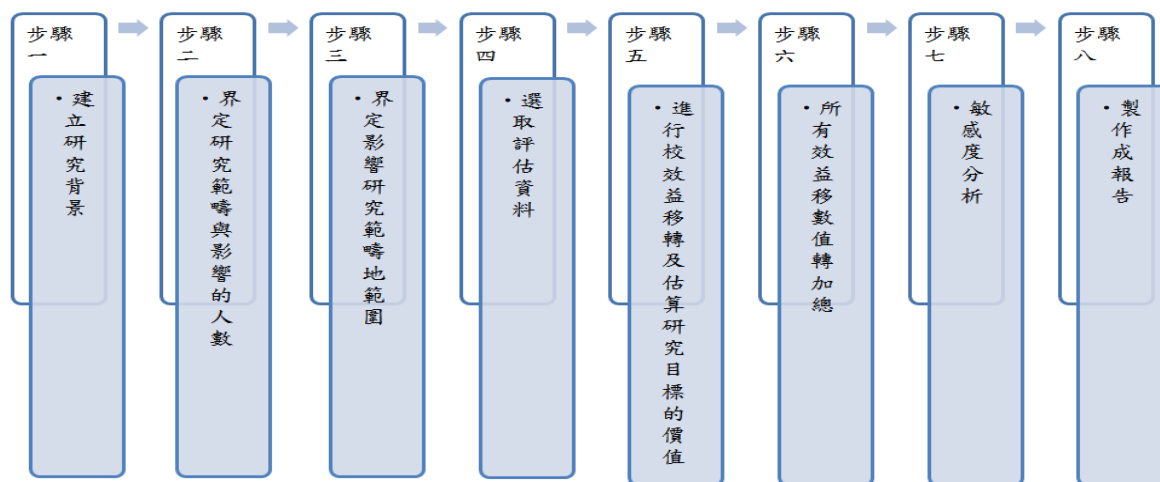 步驟
一
・建立研究背景
步驟
二
・界定研究範疇與影響的人數
步驟
三
・界定影響研究範疇地範圍
步驟
四
・選取評估資料
步驟
五
・進行校效益移轉及估算研究目標的價值
步驟
六
・所有效益移數值轉加總
步驟
七
・敏感度分析
步驟
八
・製作成報告